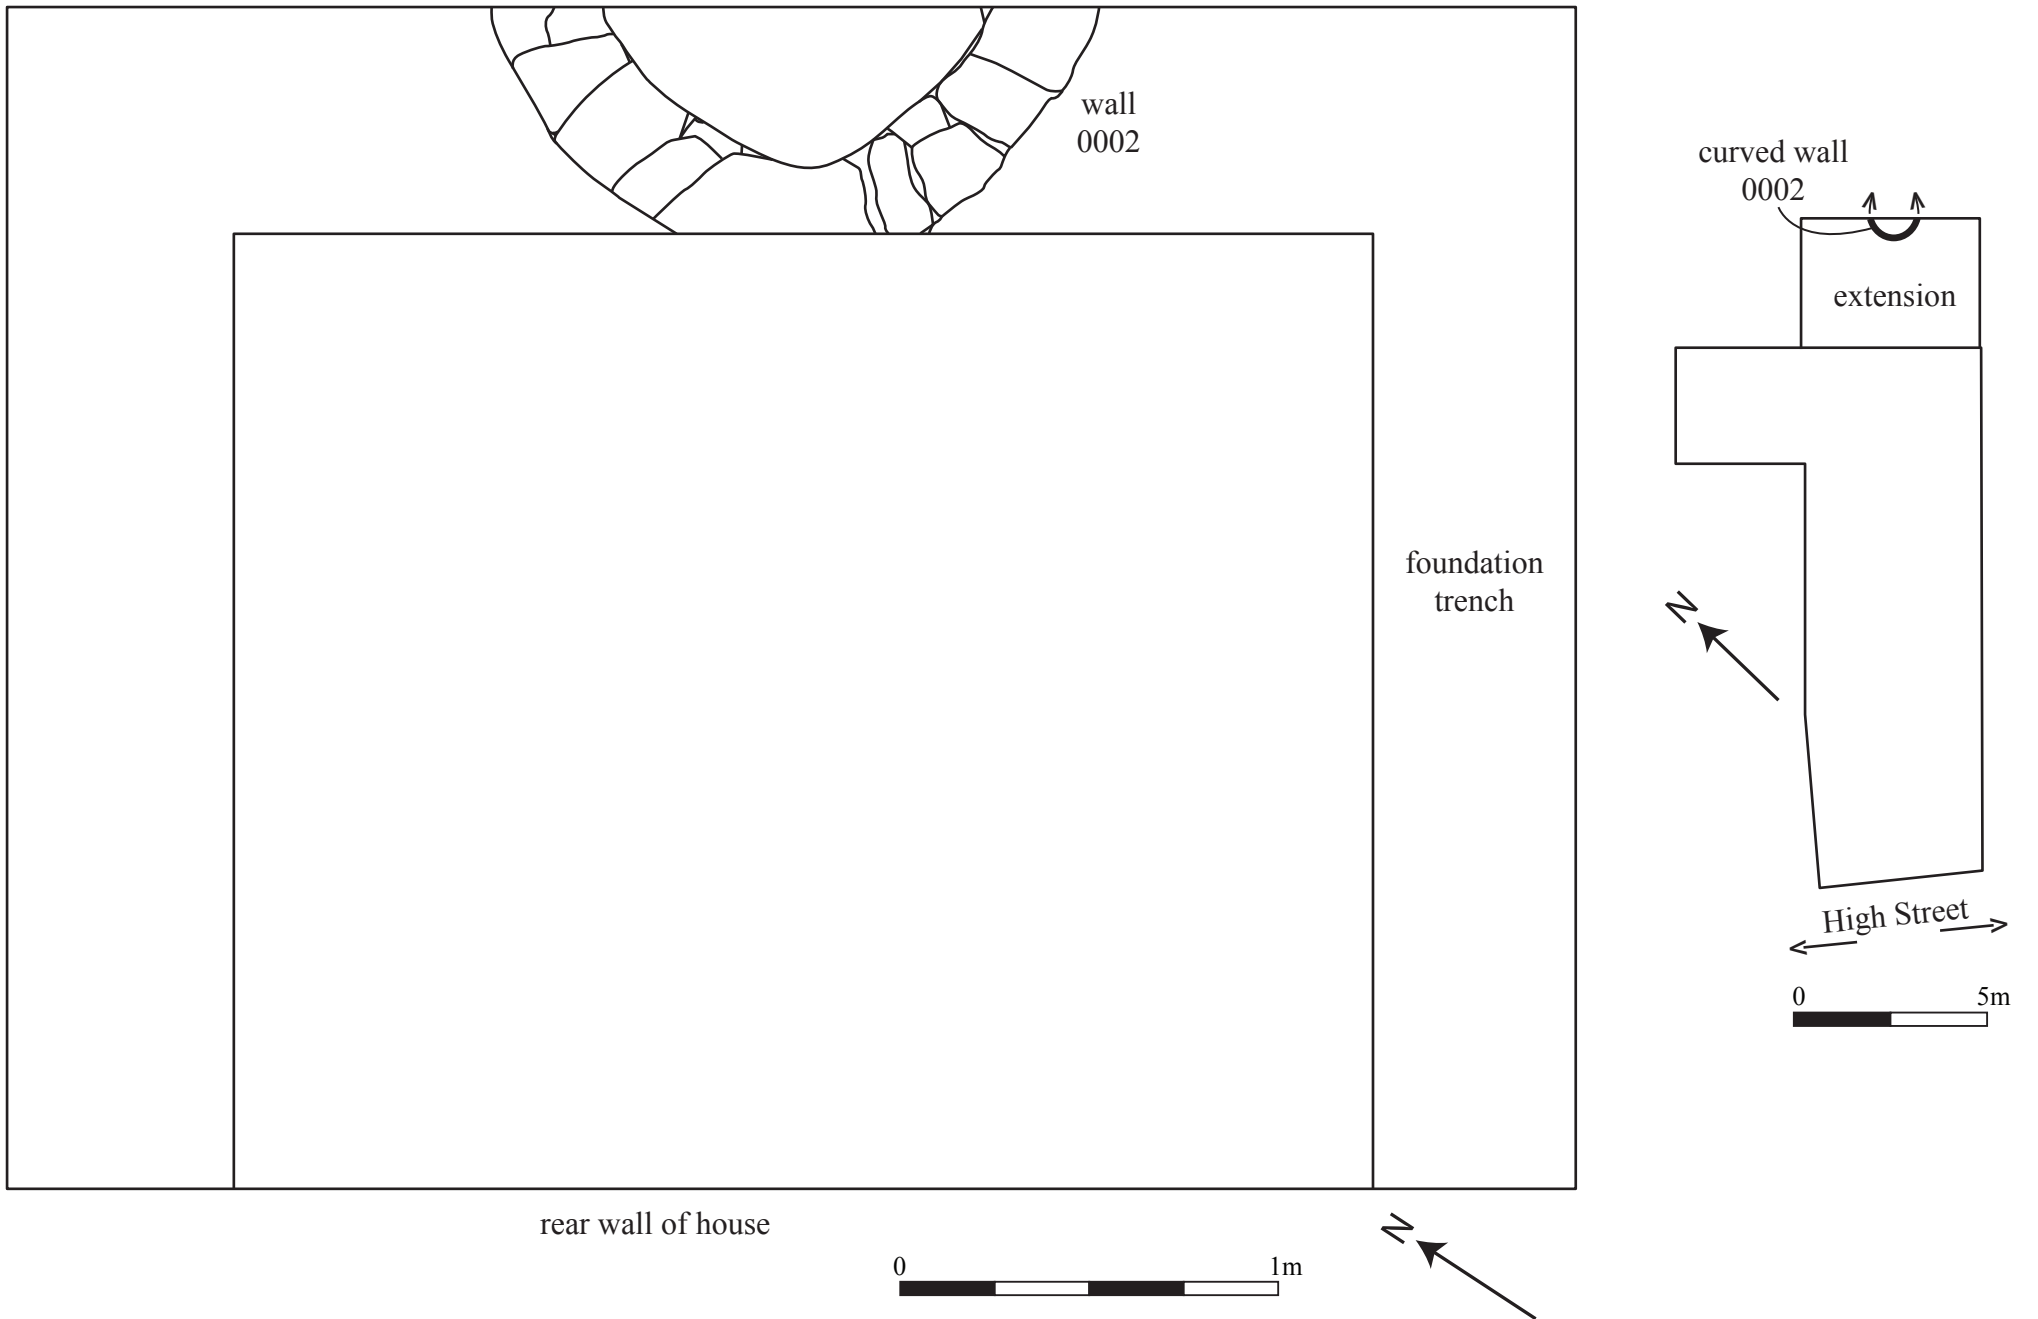 wall
0002
foundation
trench
rear wall of house
0 1m
N
curved wall
0002
extension
N
High Street
0 5m